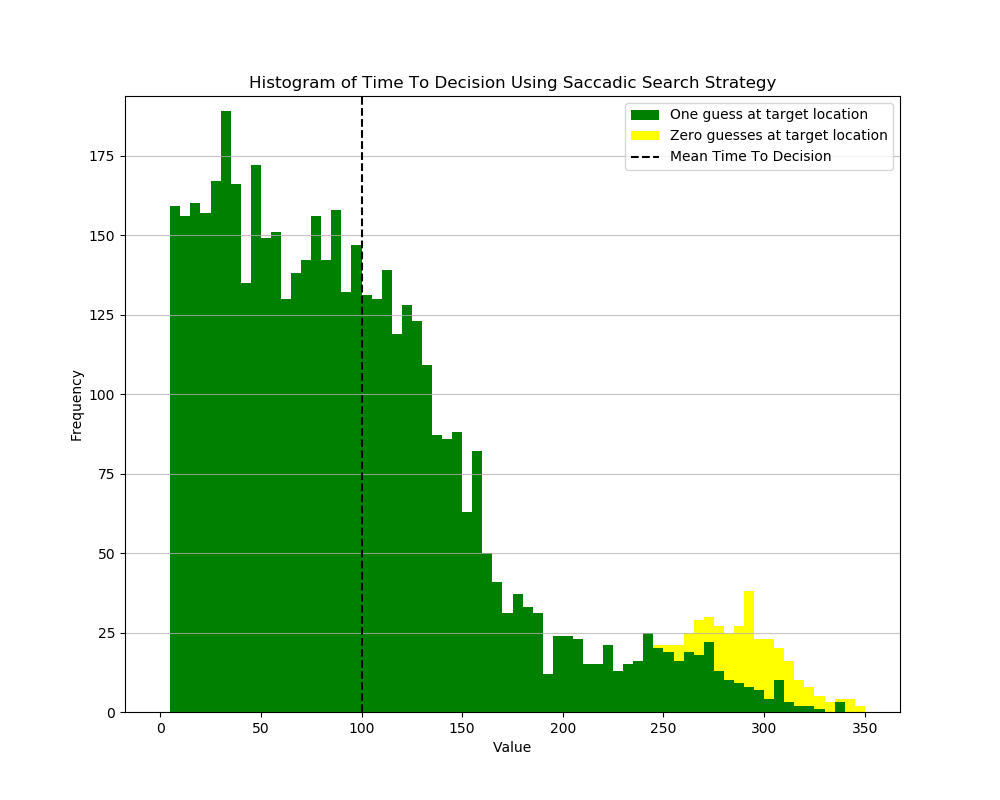 Histogram of Time To Decision Using Saccadic Search Strategy
One guess at target location
Zero guesses at target location
Mean Time To Decision
Frequency
175
150
125
100
75
50
25
0
0 50 100 150 200 250 300 350
Value